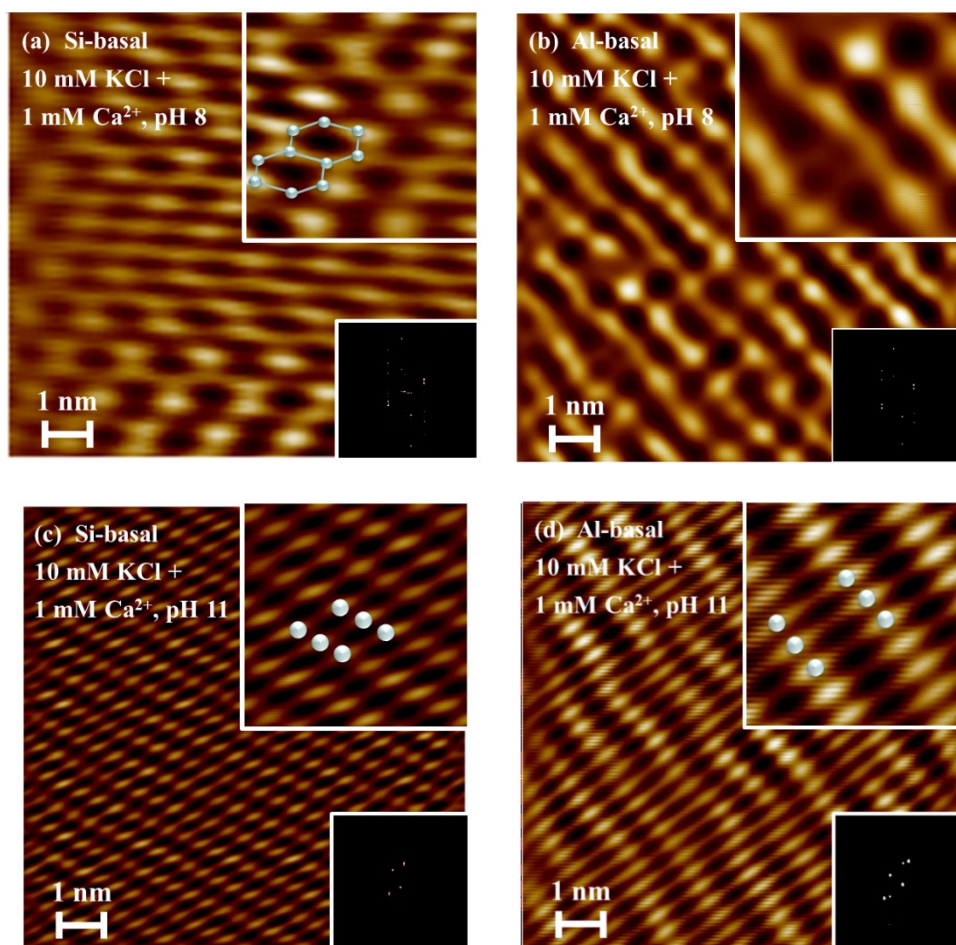 (a) Si-basal
10 mM KCl +
1 mM Ca²⁺, pH 8
1 nm
(b) Al-basal
10 mM KCl +
1 mM Ca²⁺, pH 8
1 nm
(c) Si-basal
10 mM KCl +
1 mM Ca²⁺, pH 11
1 nm
(d) Al-basal
10 mM KCl +
1 mM Ca²⁺, pH 11
1 nm